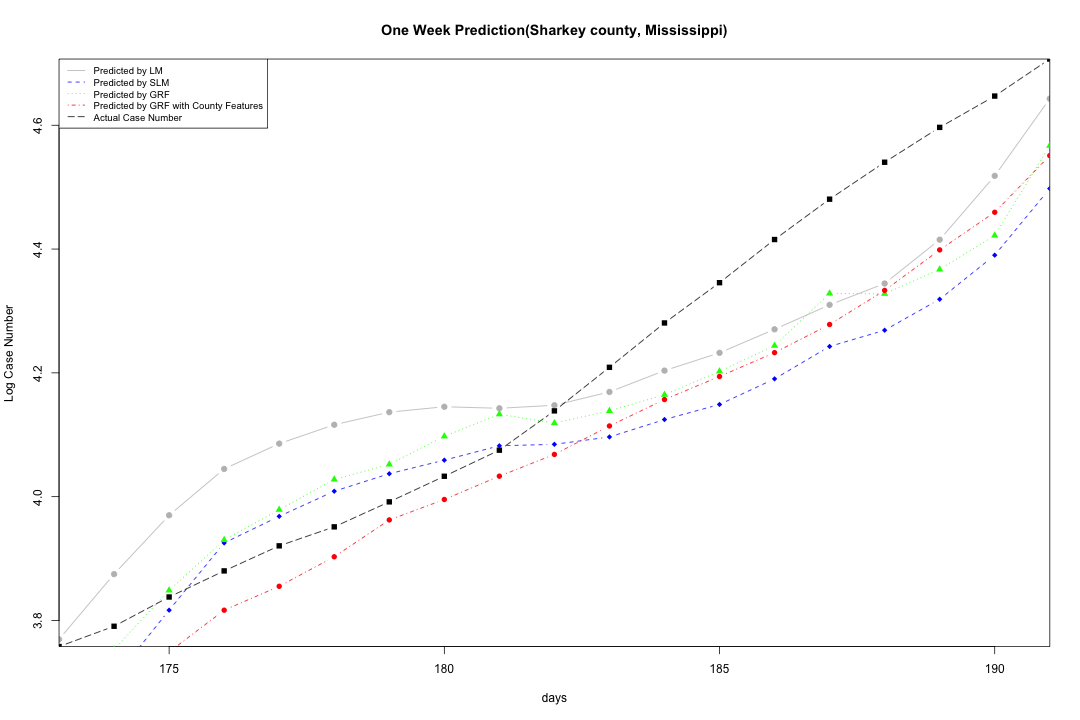 One Week Prediction(Sharkey county, Mississippi)
Predicted by LM
Predicted by SLM
Predicted by GRF
Predicted by GRF with County Features
Actual Case Number
Log Case Number
4.6
4.4
4.2
4.0
3.8
175 180 185 190
days